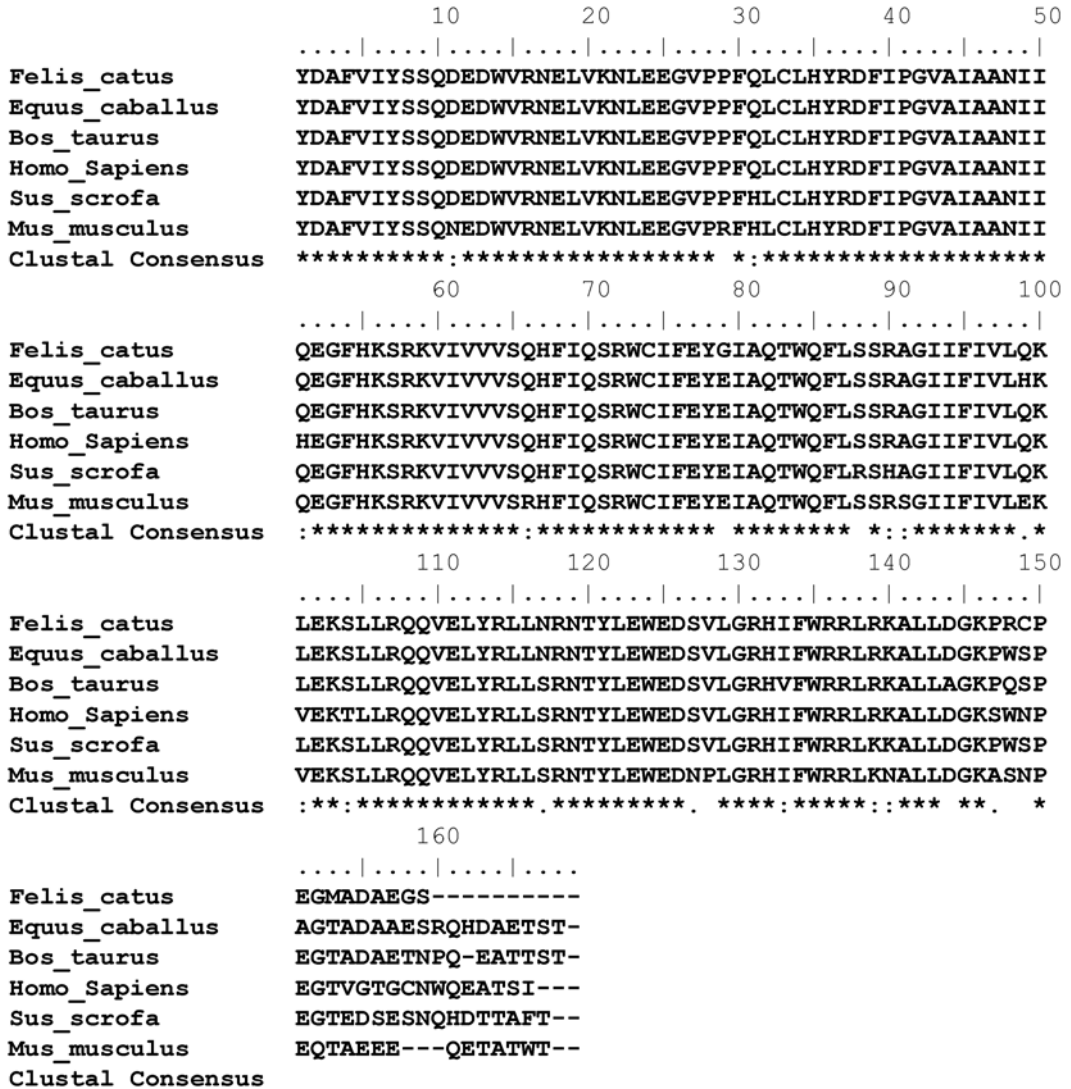 10 20 30 40 50
....|....|....|....|....|....|....|....|....|....|
Felis_catus YDAFVIYSSQDEDWVRNELVKNLEEGVPPFQLCLHYRDFIPGVAIAANII
Equus_caballus YDAFVIYSSQDEDWVRNELVKNLEEGVPPFQLCLHYRDFIPGVAIAANII
Bos_taurus YDAFVIYSSQDEDWVRNELVKNLEEGVPPFQLCLHYRDFIPGVAIAANII
Homo_Sapiens YDAFVIYSSQDEDWVRNELVKNLEEGVPPFQLCLHYRDFIPGVAIAANII
Sus_scrofa YDAFVIYSSQDEDWVRNELVKNLEEGVPPFHLCLHYRDFIPGVAIAANII
Mus_musculus YDAFVIYSSQNEDWVRNELVKNLEEGVPRFHLCLHYRDFIPGVAIAANII
Clustal Consensus **********:***************** *:*******************
60 70 80 90 100
....|....|....|....|....|....|....|....|....|....|
Felis_catus QEGFHKSRKVIVVVSQHFIQSRWCIFEYGIAQTWQFLSSRAGIIFIVLQK
Equus_caballus QEGFHKSRKVIVVVSQHFIQSRWCIFEYEIAQTWQFLSSRAGIIFIVLHK
Bos_taurus QEGFHKSRKVIVVVSQHFIQSRWCIFEYEIAQTWQFLSSRAGIIFIVLQK
Homo_Sapiens HEGFHKSRKVIVVVSQHFIQSRWCIFEYEIAQTWQFLSSRAGIIFIVLQK
Sus_scrofa QEGFHKSRKVIVVVSQHFIQSRWCIFEYEIAQTWQFLRSHAGIIFIVLQK
Mus_musculus QEGFHKSRKVIVVVSRHFIQSRWCIFEYEIAQTWQFLSSRSGIIFIVLEK
Clustal Consensus :**************:************ ******** *::*******.*
110 120 130 140 150
....|....|....|....|....|....|....|....|....|....|
Felis_catus LEKSLLRQQVELYRLLNRNTYLEWEDSVLGRHIFWRRLRKALLDGKPRCP
Equus_caballus LEKSLLRQQVELYRLLNRNTYLEWEDSVLGRHIFWRRLRKALLDGKPWSP
Bos_taurus LEKSLLRQQVELYRLLSRNTYLEWEDSVLGRHVFWRRLRKALLAGKPQSP
Homo_Sapiens VEKTLLRQQVELYRLLSRNTYLEWEDSVLGRHIFWRRLRKALLDGKSWNP
Sus_scrofa LEKSLLRQQVELYRLLSRNTYLEWEDSVLGRHIFWRRLKKALLDGKPWSP
Mus_musculus VEKSLLRQQVELYRLLSRNTYLEWEDNPLGRHIFWRRLKNALLDGKASNP
Clustal Consensus :**:************.*********. ****:*****::*** **.  *
160
....|....|....|....
Felis_catus EGMADAEGS----------
Equus_caballus AGTADAAESRQHDAETST-
Bos_taurus EGTADAETNPQ-EATTST-
Homo_Sapiens EGTVGTGCNWQEATSI---
Sus_scrofa EGTEDSESNQHDTTAFT--
Mus_musculus EQTAEEE---QETATWT--
Clustal Consensus